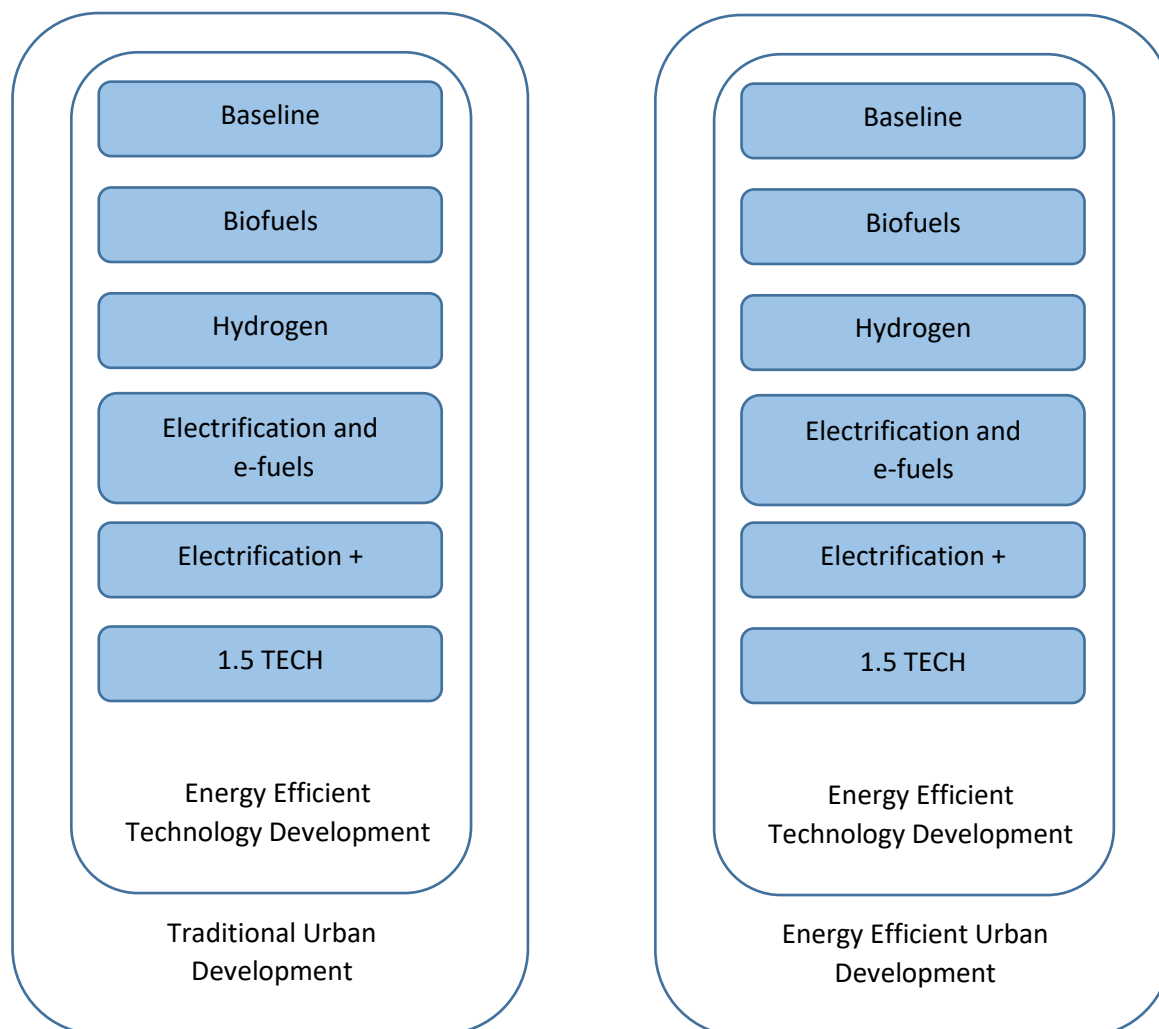 Baseline
Biofuels
Hydrogen
Electrification and
e-fuels
Electrification +
1.5 TECH
Energy Efficient
Technology Development
Traditional Urban
Development
Baseline
Biofuels
Hydrogen
Electrification and
e-fuels
Electrification +
1.5 TECH
Energy Efficient
Technology Development
Energy Efficient Urban
Development